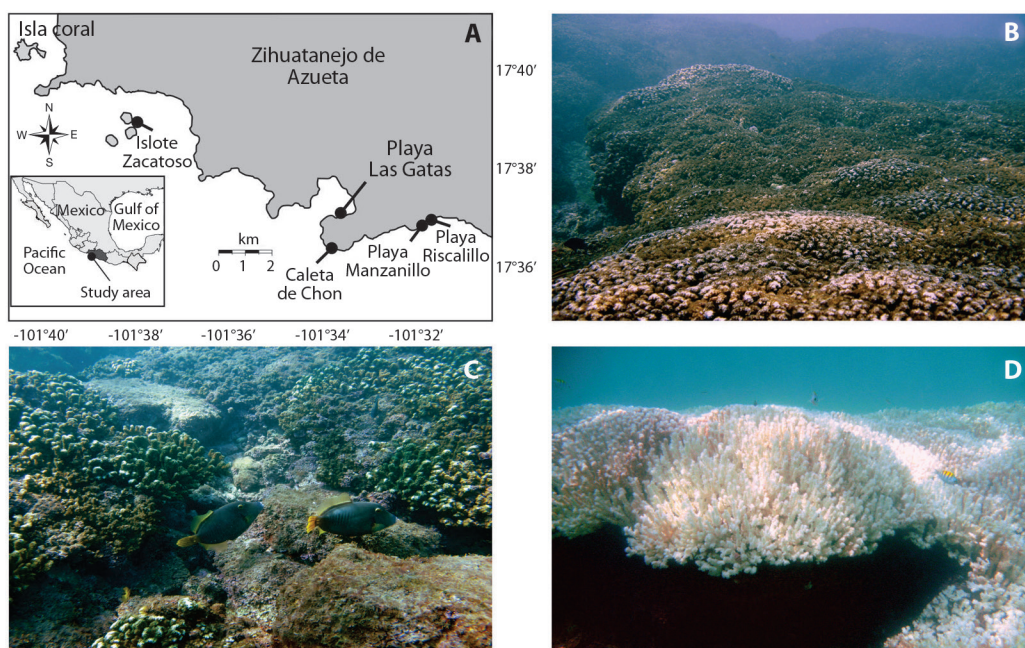 A
Isla coral
Zihuatanejo de
Azueta
N
W E
S
Islote
Zacatoso
Playa
Las Gatas
Mexico
Gulf of
Mexico
Pacific
Ocean
Study area
km
0 1 2
Caleta
de Chon
Playa
Manzanillo
Playa
Riscalillo
17°40′
17°38′
17°36′
-101°40′ -101°38′ -101°36′ -101°34′ -101°32′
B
C
D